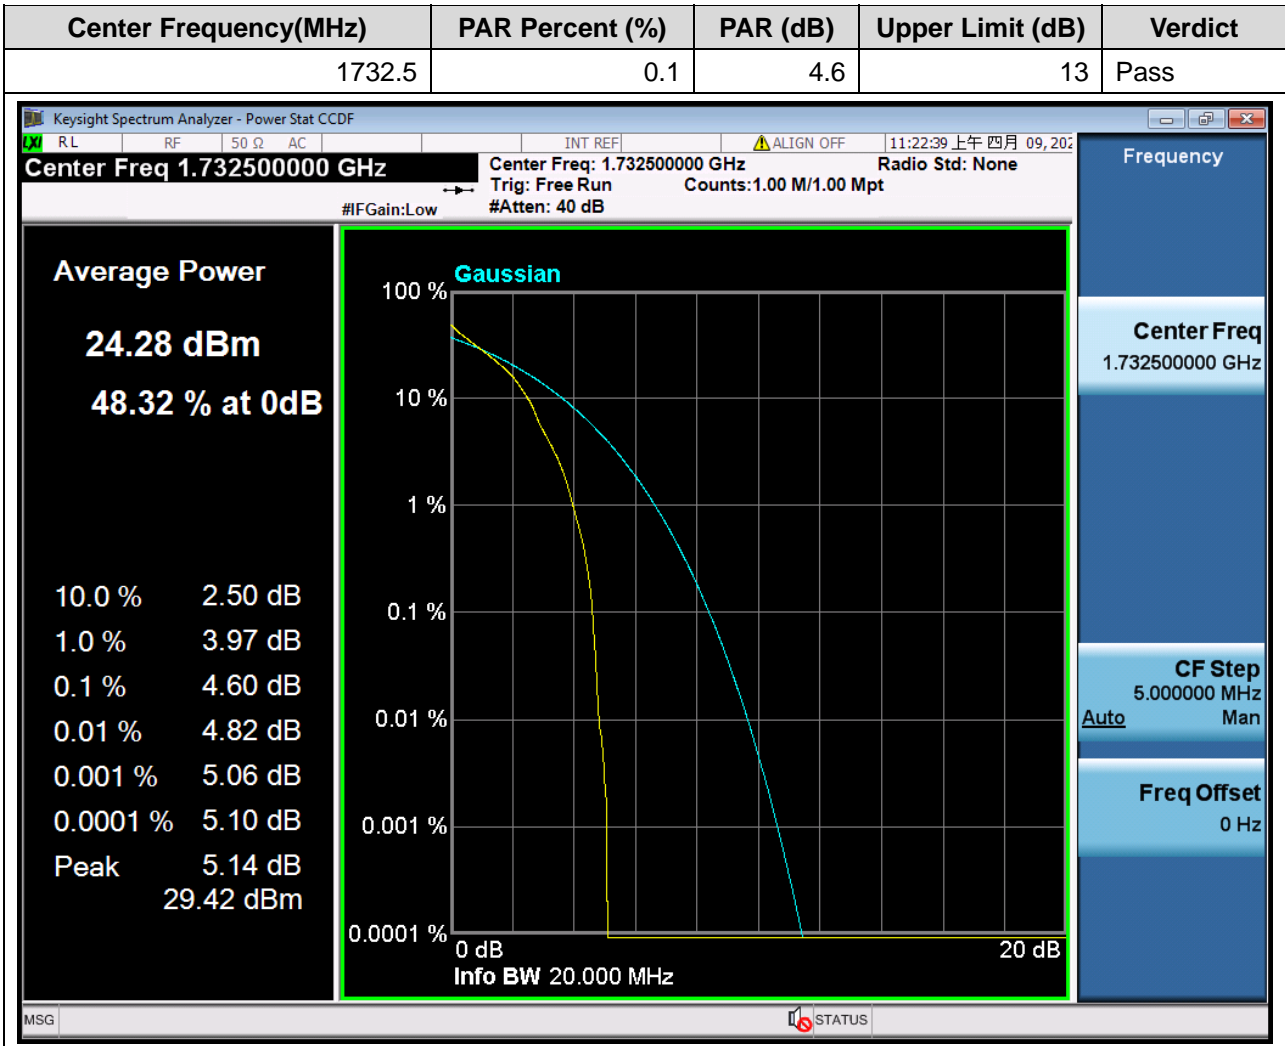 Center Frequency(MHz) PAR Percent (%) PAR (dB) Upper Limit (dB) Verdict
1732.5 0.1 4.6 13 Pass
Keysight Spectrum Analyzer - Power Stat CCDF
LXI RL RF 50 Ω AC INT REF ALIGN OFF 11:22:39 上午 四月 09, 202
Center Freq 1.732500000 GHz
Center Freq: 1.732500000 GHz Radio Std: None
Trig: Free Run Counts:1.00 M/1.00 Mpt
#IFGain:Low #Atten: 40 dB
Frequency
Average Power
24.28 dBm
48.32 % at 0dB
10.0 % 2.50 dB
1.0 % 3.97 dB
0.1 % 4.60 dB
0.01 % 4.82 dB
0.001 % 5.06 dB
0.0001 % 5.10 dB
Peak 5.14 dB
29.42 dBm
Gaussian
100 %
10 %
1 %
0.1 %
0.01 %
0.001 %
0.0001 %
0 dB 20 dB
Info BW 20.000 MHz
Center Freq
1.732500000 GHz
CF Step
5.000000 MHz
Auto Man
Freq Offset
0 Hz
MSG STATUS